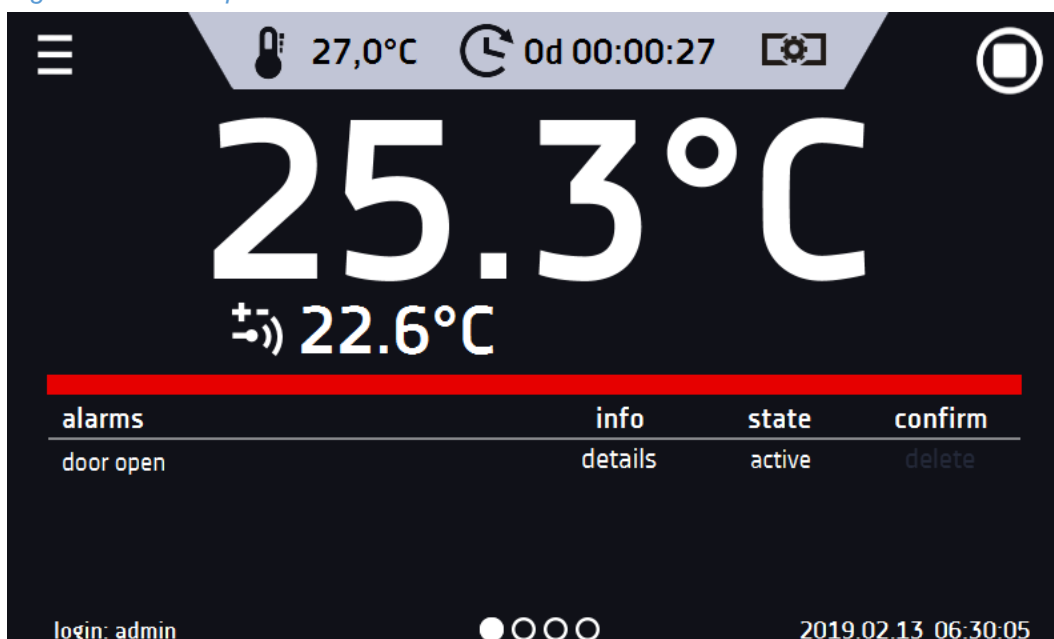 27,0°C 0d 00:00:27
25.3°C
22.6°C
alarms info state confirm
door open details active delete
login: admin 2019.02.13 06:30:05